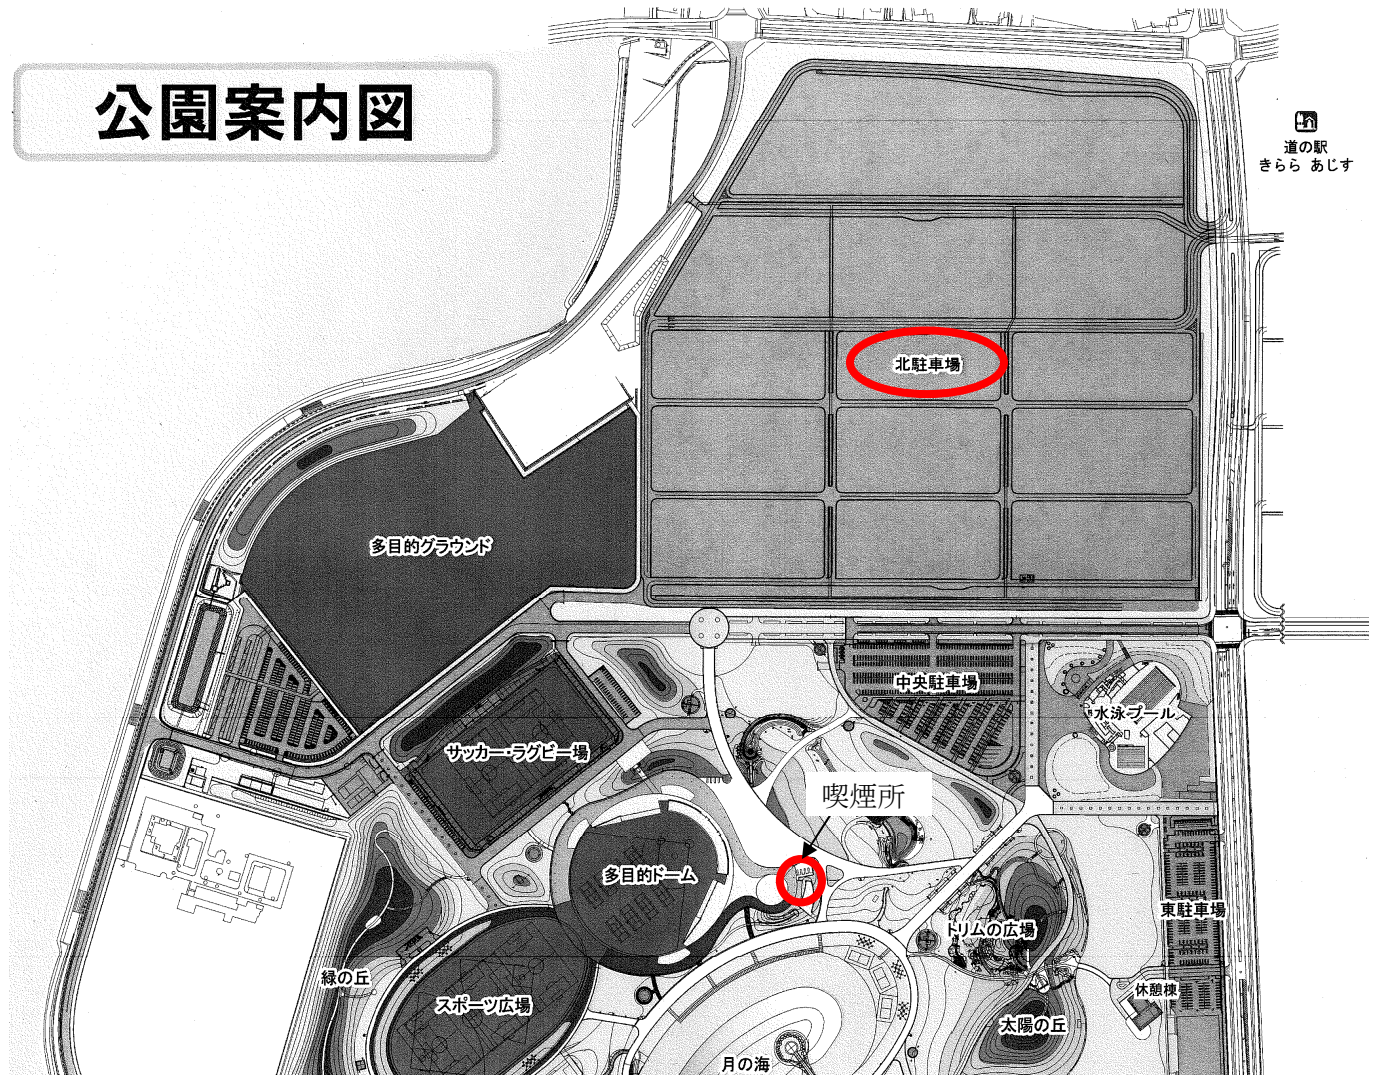 公園案内図
道の駅
きらら あじす
北駐車場
多目的グラウンド
中央駐車場
水泳プール
サッカー・ラグビー場
喫煙所
多目的ドーム
東駐車場
トリムの広場
緑の丘
休憩棟
スポーツ広場
太陽の丘
月の海